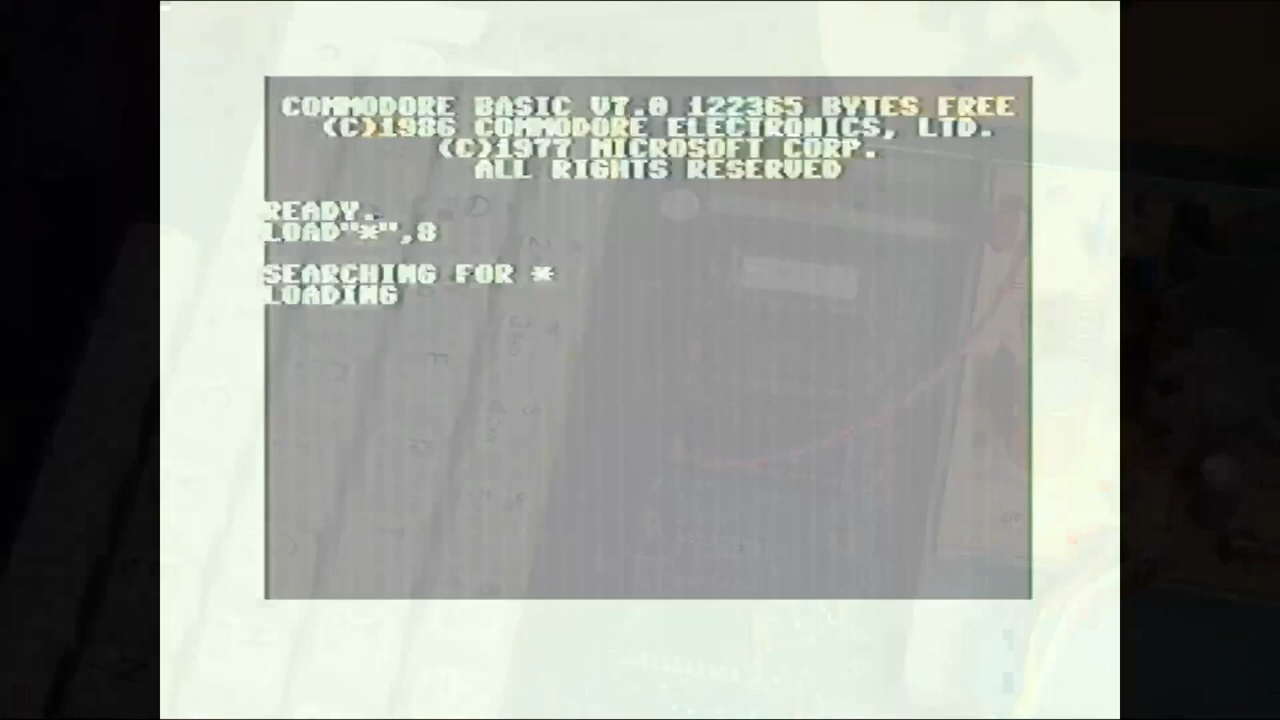 COMMODORE BASIC V7.0 122365 BYTES FREE
(C)1986 COMMODORE ELECTRONICS, LTD.
(C)1977 MICROSOFT CORP.
ALL RIGHTS RESERVED
READY.
LOAD"*",8
SEARCHING FOR *
LOADING